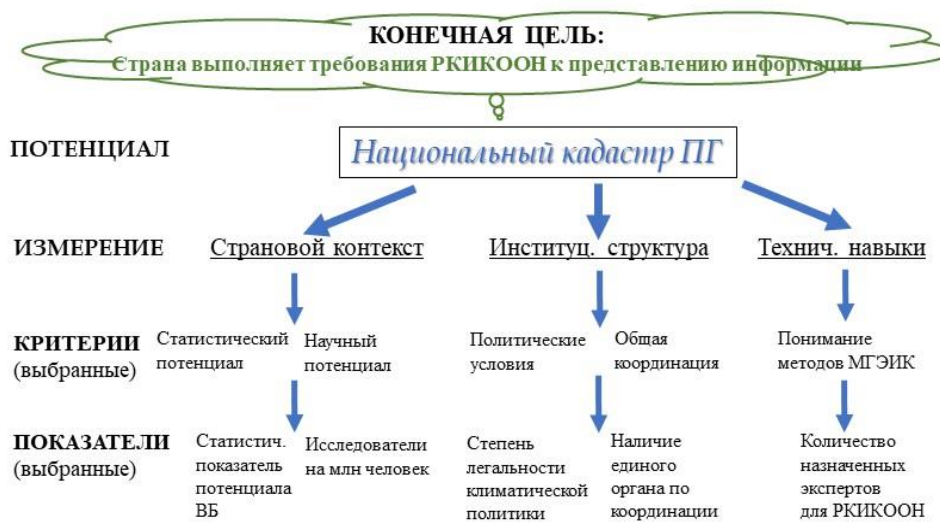 КОНЕЧНАЯ ЦЕЛЬ:
Страна выполняет требования РКИКООН к представлению информации
ПОТЕНЦИАЛ
Национальный кадастр ПГ
ИЗМЕРЕНИЕ
Страновой контекст
Институц. структура
Технич. навыки
КРИТЕРИИ
(выбранные)
Статистический
потенциал
Научный
потенциал
Политические
условия
Общая
координация
Понимание
методов МГЭИК
ПОКАЗАТЕЛИ
(выбранные)
Статистич.
показатель
потенциала
ВБ
Исследователи
на млн человек
Степень
легальности
климатической
политики
Наличие
единого
органа по
координации
Количество
назначенных
экспертов
для РКИКООН